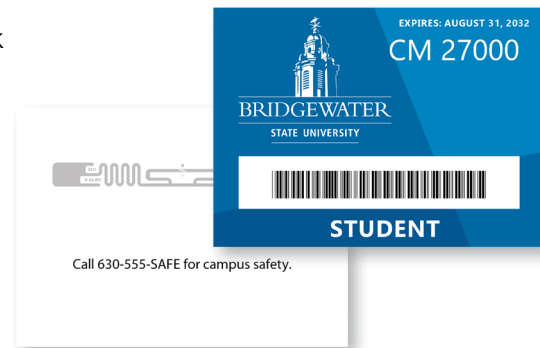 K
EXPIRES: AUGUST 31, 2032
CM 27000
BRIDGEWATER
STATE UNIVERSITY
STUDENT
Call 630-555-SAFE for campus safety.